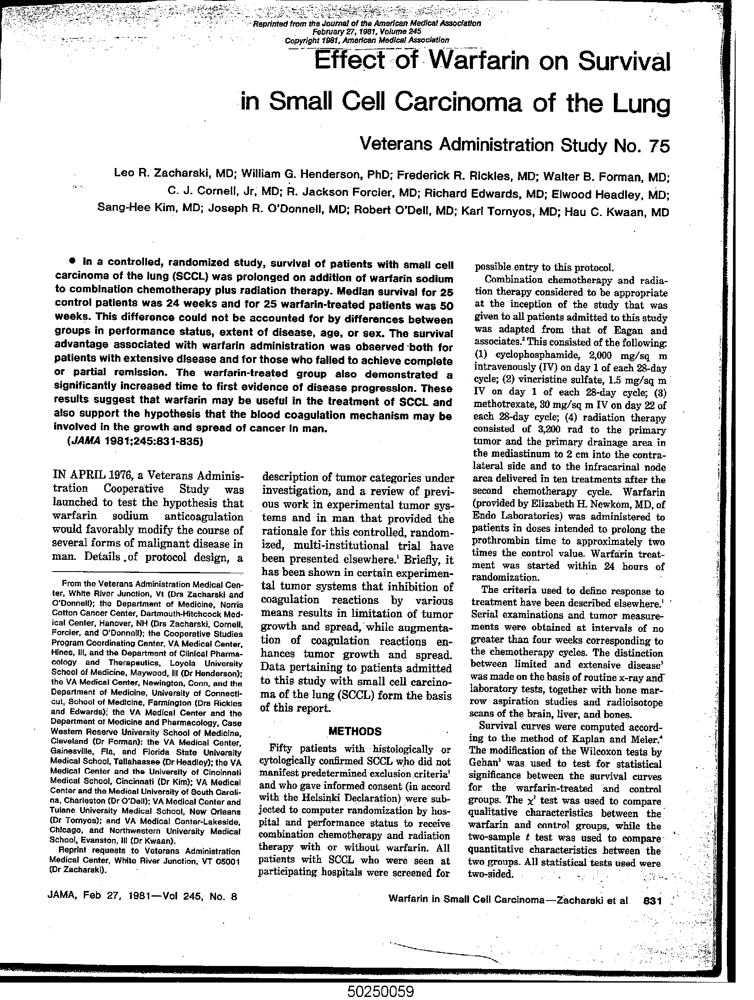 Reprinted from the Journal of the American Medical Association
February 27, 1981, Volume 245
Copyright 1981, American Medical Association
Effect of Warfarin on Survival
in Small Cell Carcinoma of the Lung
Veterans Administration Study No. 75
Leo R. Zacharski, MD; William G. Henderson, PhD; Frederick R. Rickles, MD; Walter B. Forman, MD;
C. J. Cornell, Jr, MD; R. Jackson Forcier, MD; Richard Edwards, MD; Elwood Headley, MD;
Sang-Hee Kim, MD; Joseph R. O'Donnell, MD; Robert O'Dell, MD; Karl Tornyos, MD; Hau C. Kwaan, MD
● In a controlled, randomized study, survival of patients with small cell
carcinoma of the lung (SCCL) was prolonged on addition of warfarin sodium
to combination chemotherapy plus radiation therapy. Median survival for 25
control patients was 24 weeks and for 25 warfarin-treated patients was 50
weeks. This difference could not be accounted for by differences between
groups in performance status, extent of disease, age, or sex. The survival
advantage associated with warfarin administration was observed both for
patients with extensive disease and for those who failed to achieve complete
or partial remission. The warfarin-treated group also demonstrated a
significantly increased time to first evidence of disease progression. These
results suggest that warfarin may be useful in the treatment of SCCL and
also support the hypothesis that the blood coagulation mechanism may be
involved in the growth and spread of cancer in man.
(JAMA 1981;245:831-835)
IN APRIL 1976, a Veterans Adminis-
tration Cooperative Study was
launched to test the hypothesis that
warfarin sodium anticoagulation
would favorably modify the course of
several forms of malignant disease in
man. Details of protocol design, a
From the Veterans Administration Medical Cen-
ter, White River Junction, Vt (Drs Zacharski and
O'Donnell); the Department of Medicine, Norris
Cotton Cancer Center, Dartmouth-Hitchcock Med-
ical Center, Hanover, NH (Drs Zacharski, Cornell,
Forcier, and O'Donnell); the Cooperative Studies
Program Coordinating Center, VA Medical Center,
Hines, Ill, and the Department of Clinical Pharma-
cology and Therapeutics, Loyola University
School of Medicine, Maywood, Ill (Dr Henderson);
the VA Medical Center, Newington, Conn, and the
Department of Medicine, University of Connecti-
cut, School of Medicine, Farmington (Drs Rickles
and Edwards); the VA Medical Center and the
Department of Medicine and Pharmacology, Case
Western Reserve University School of Medicine,
Cleveland (Dr Forman); the VA Medical Center,
Gainesville, Fla, and Florida State University
Medical School, Tallahassee (Dr Headley); the VA
Medical Center and the University of Cincinnati
Medical School, Cincinnati (Dr Kim); VA Medical
Center and the Medical University of South Caroli-
na, Charleston (Dr O'Dell); VA Medical Center and
Tulane University Medical School, New Orleans
(Dr Tornyos); and VA Medical Center-Lakeside,
Chicago, and Northwestern University Medical
School, Evanston, Ill (Dr Kwaan).
Reprint requests to Veterans Administration
Medical Center, White River Junction, VT 05001
(Dr Zacharski).
description of tumor categories under
investigation, and a review of previ-
ous work in experimental tumor sys-
tems and in man that provided the
rationale for this controlled, random-
ized, multi-institutional trial have
been presented elsewhere.¹ Briefly, it
has been shown in certain experimen-
tal tumor systems that inhibition of
coagulation reactions by various
means results in limitation of tumor
growth and spread, while augmenta-
tion of coagulation reactions en-
hances tumor growth and spread.
Data pertaining to patients admitted
to this study with small cell carcino-
ma of the lung (SCCL) form the basis
of this report.
METHODS
Fifty patients with histologically or
cytologically confirmed SCCL who did not
manifest predetermined exclusion criteria¹
and who gave informed consent (in accord
with the Helsinki Declaration) were sub-
jected to computer randomization by hos-
pital and performance status to receive
combination chemotherapy and radiation
therapy with or without warfarin. All
patients with SCCL who were seen at
participating hospitals were screened for
possible entry to this protocol.
Combination chemotherapy and radia-
tion therapy considered to be appropriate
at the inception of the study that was
given to all patients admitted to this study
was adapted from that of Eagan and
associates.² This consisted of the following:
(1) cyclophosphamide, 2,000 mg/sq m
intravenously (IV) on day 1 of each 28-day
cycle; (2) vincristine sulfate, 1.5 mg/sq m
IV on day 1 of each 28-day cycle; (3)
methotrexate, 30 mg/sq m IV on day 22 of
each 28-day cycle; (4) radiation therapy
consisted of 3,200 rad to the primary
tumor and the primary drainage area in
the mediastinum to 2 cm into the contra-
lateral side and to the infracarinal node
area delivered in ten treatments after the
second chemotherapy cycle. Warfarin
(provided by Elizabeth H. Newkom, MD, of
Endo Laboratories) was administered to
patients in doses intended to prolong the
prothrombin time to approximately two
times the control value. Warfarin treat-
ment was started within 24 hours of
randomization.
The criteria used to define response to
treatment have been described elsewhere.¹
Serial examinations and tumor measure-
ments were obtained at intervals of no
greater than four weeks corresponding to
the chemotherapy cycles. The distinction
between limited and extensive disease³
was made on the basis of routine x-ray and
laboratory tests, together with bone mar-
row aspiration studies and radioisotope
scans of the brain, liver, and bones.
Survival curves were computed accord-
ing to the method of Kaplan and Meier.⁴
The modification of the Wilcoxon tests by
Gehan⁵ was used to test for statistical
significance between the survival curves
for the warfarin-treated and control
groups. The χ² test was used to compare
qualitative characteristics between the
warfarin and control groups, while the
two-sample t test was used to compare
quantitative characteristics between the
two groups. All statistical tests used were
two-sided.
JAMA, Feb 27, 1981—Vol 245, No. 8
Warfarin in Small Cell Carcinoma—Zacharski et al 831
50250059